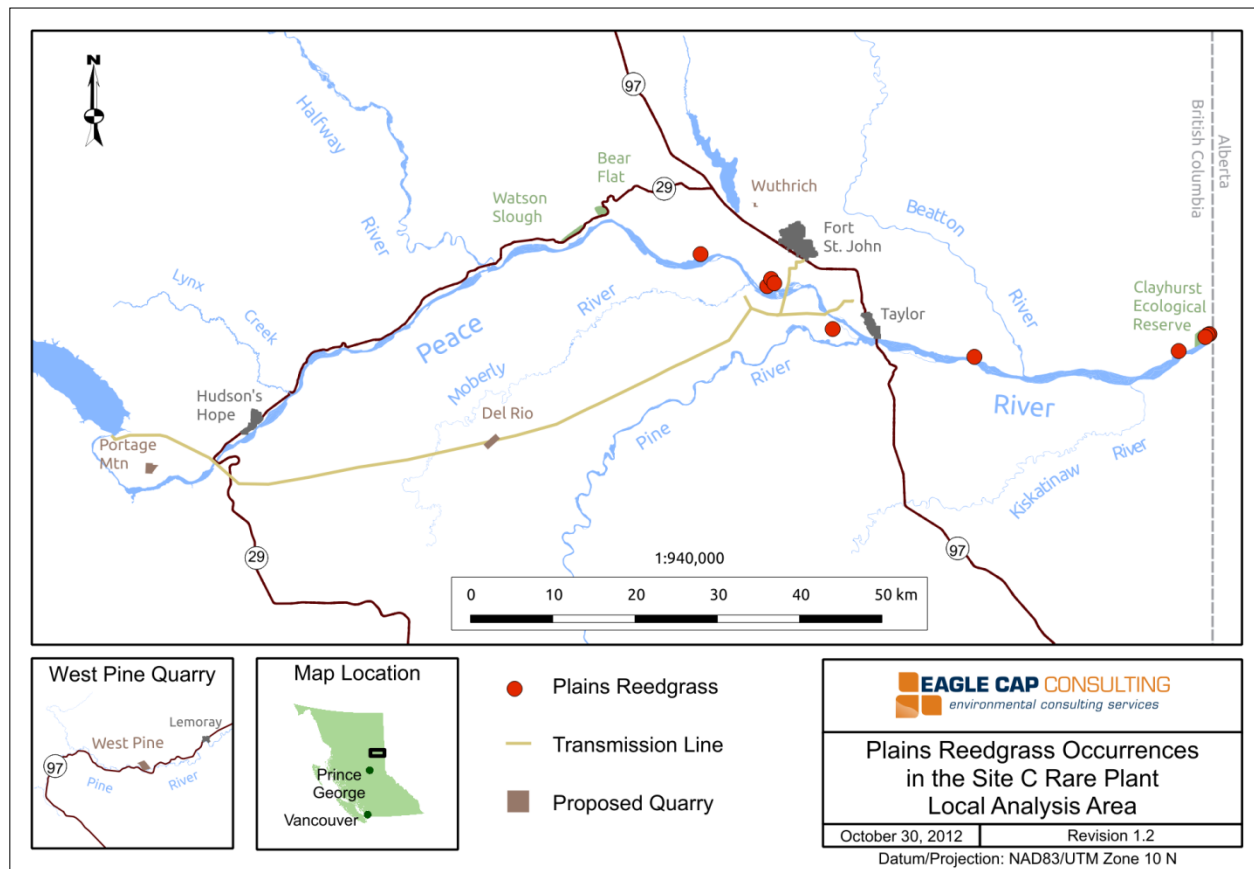 N
97
Halfway
River
Bear
Flat
29
Wuthrich
Watson
Slough
Fort
St. John
Beatton
River
Alberta
British Columbia
Lynx
Creek
River
Moberly
Peace
Taylor
Clayhurst
Ecological
Reserve
Hudson's
Hope
Del Rio
River
Pine
River
Kiskatinaw
River
Portage
Mtn
29
97
1:940,000
0 10 20 30 40 50 km
West Pine Quarry
Lemoray
West Pine
97
Pine
River
Map Location
Prince
George
Vancouver
Plains Reedgrass
Transmission Line
Proposed Quarry
EAGLE CAP CONSULTING
environmental consulting services
Plains Reedgrass Occurrences
in the Site C Rare Plant
Local Analysis Area
October 30, 2012 Revision 1.2
Datum/Projection: NAD83/UTM Zone 10 N